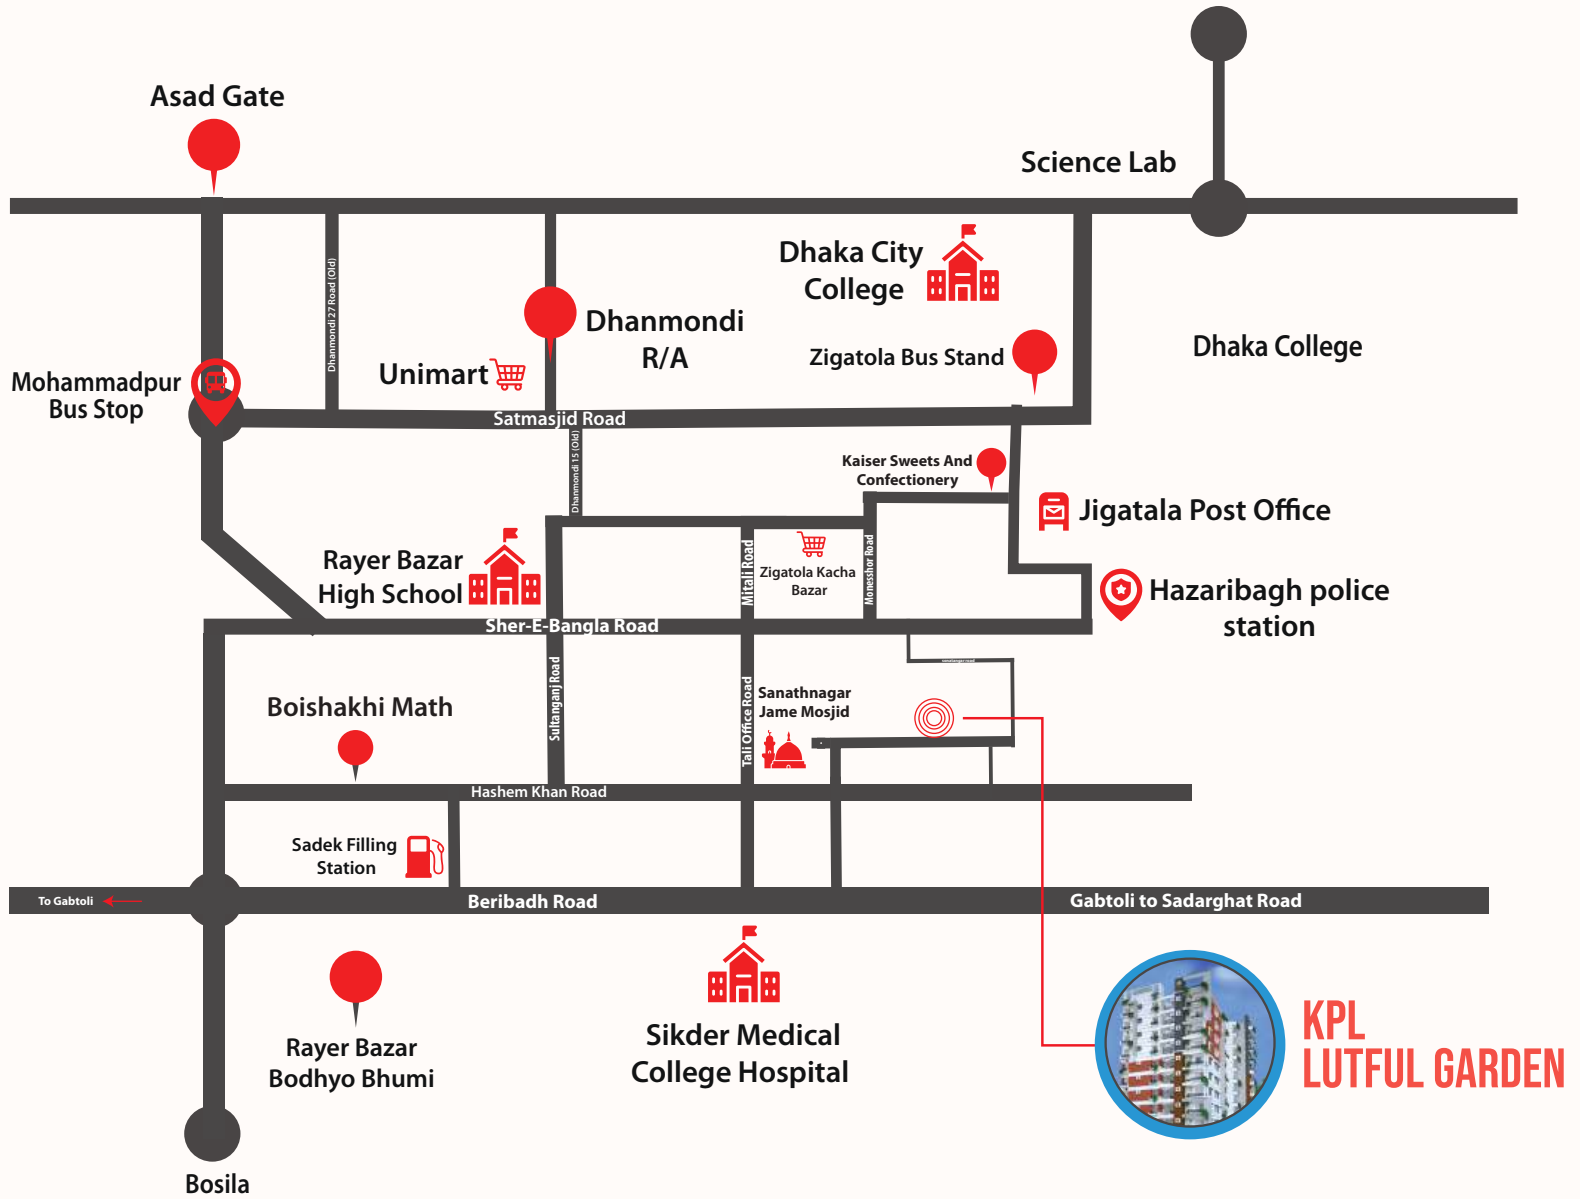 Asad Gate
Science Lab
Dhaka City
College
Dhanmondi 27 Road (Old)
Dhanmondi
R/A
Unimart
Zigatola Bus Stand
Dhaka College
Mohammadpur
Bus Stop
Satmasjid Road
Dhanmondi 15 (Old)
Kaiser Sweets And
Confectionery
Jigatala Post Office
Rayer Bazar
High School
Mitali Road
Zigatola Kacha
Bazar
Monesshor Road
Hazaribagh police
station
Sher-E-Bangla Road
Sultanganj Road
Tali Office Road
Sanathnagar
Jame Mosjid
Boishakhi Math
Hashem Khan Road
Sadek Filling
Station
To Gabtoli
Beribadh Road
Gabtoli to Sadarghat Road
Rayer Bazar
Bodhyo Bhumi
Sikder Medical
College Hospital
KPL
LUTFUL GARDEN
Bosila